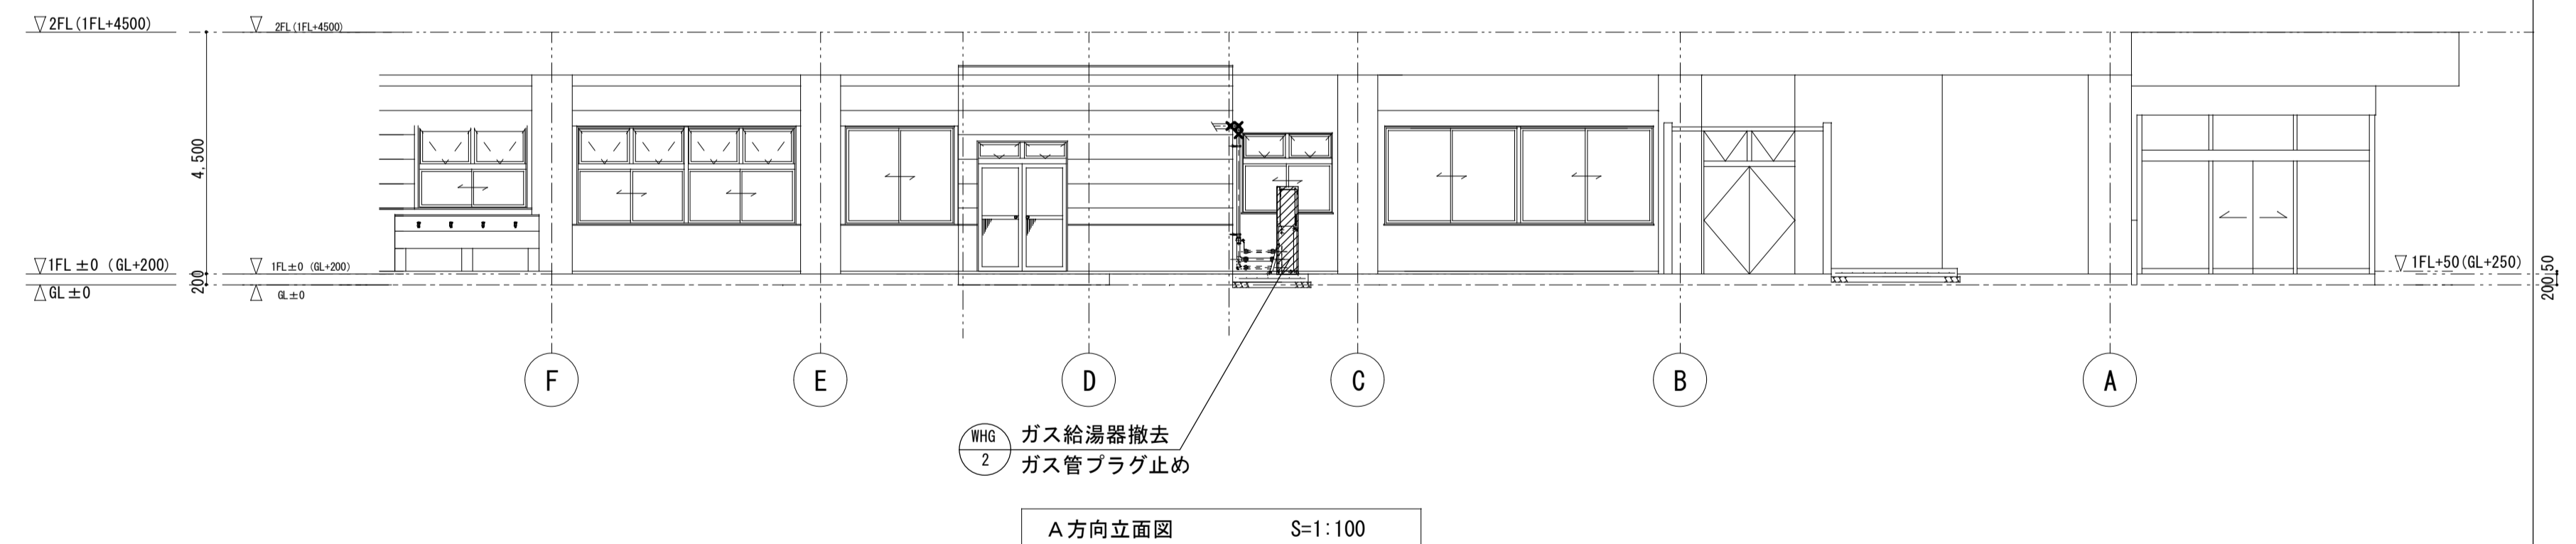 ▽2FL(1FL+4500)
▽ 2FL(1FL+4500)
4,500
▽1FL±0 (GL+200)
▽ 1FL±0 (GL+200)
200
△GL±0
△ GL±0
▽1FL+50(GL+250)
50
200
F
E
D
C
B
A
WHG
2
ガス給湯器撤去
ガス管プラグ止め
A方向立面図 S=1:100